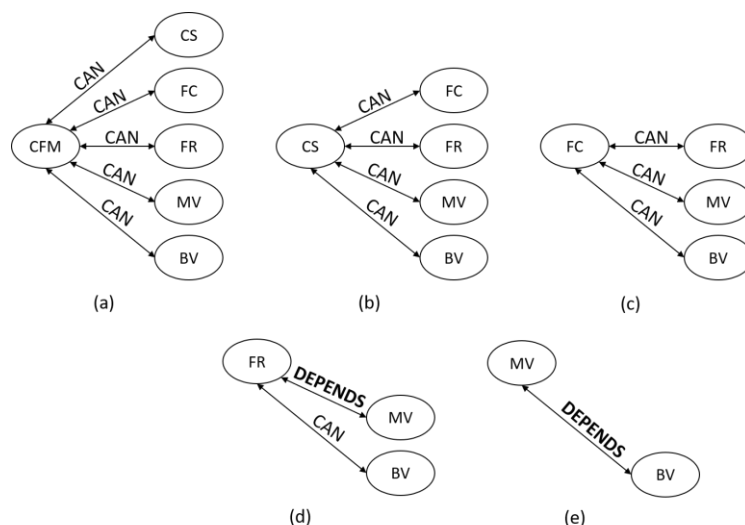 CS
CAN
FC
CAN
CFM
CAN
FR
CAN
MV
CAN
BV
(a)
FC
CAN
CS
CAN
FR
CAN
MV
CAN
BV
(b)
FC
CAN
FR
CAN
MV
CAN
BV
(c)
FR
DEPENDS
MV
CAN
BV
(d)
MV
DEPENDS
BV
(e)